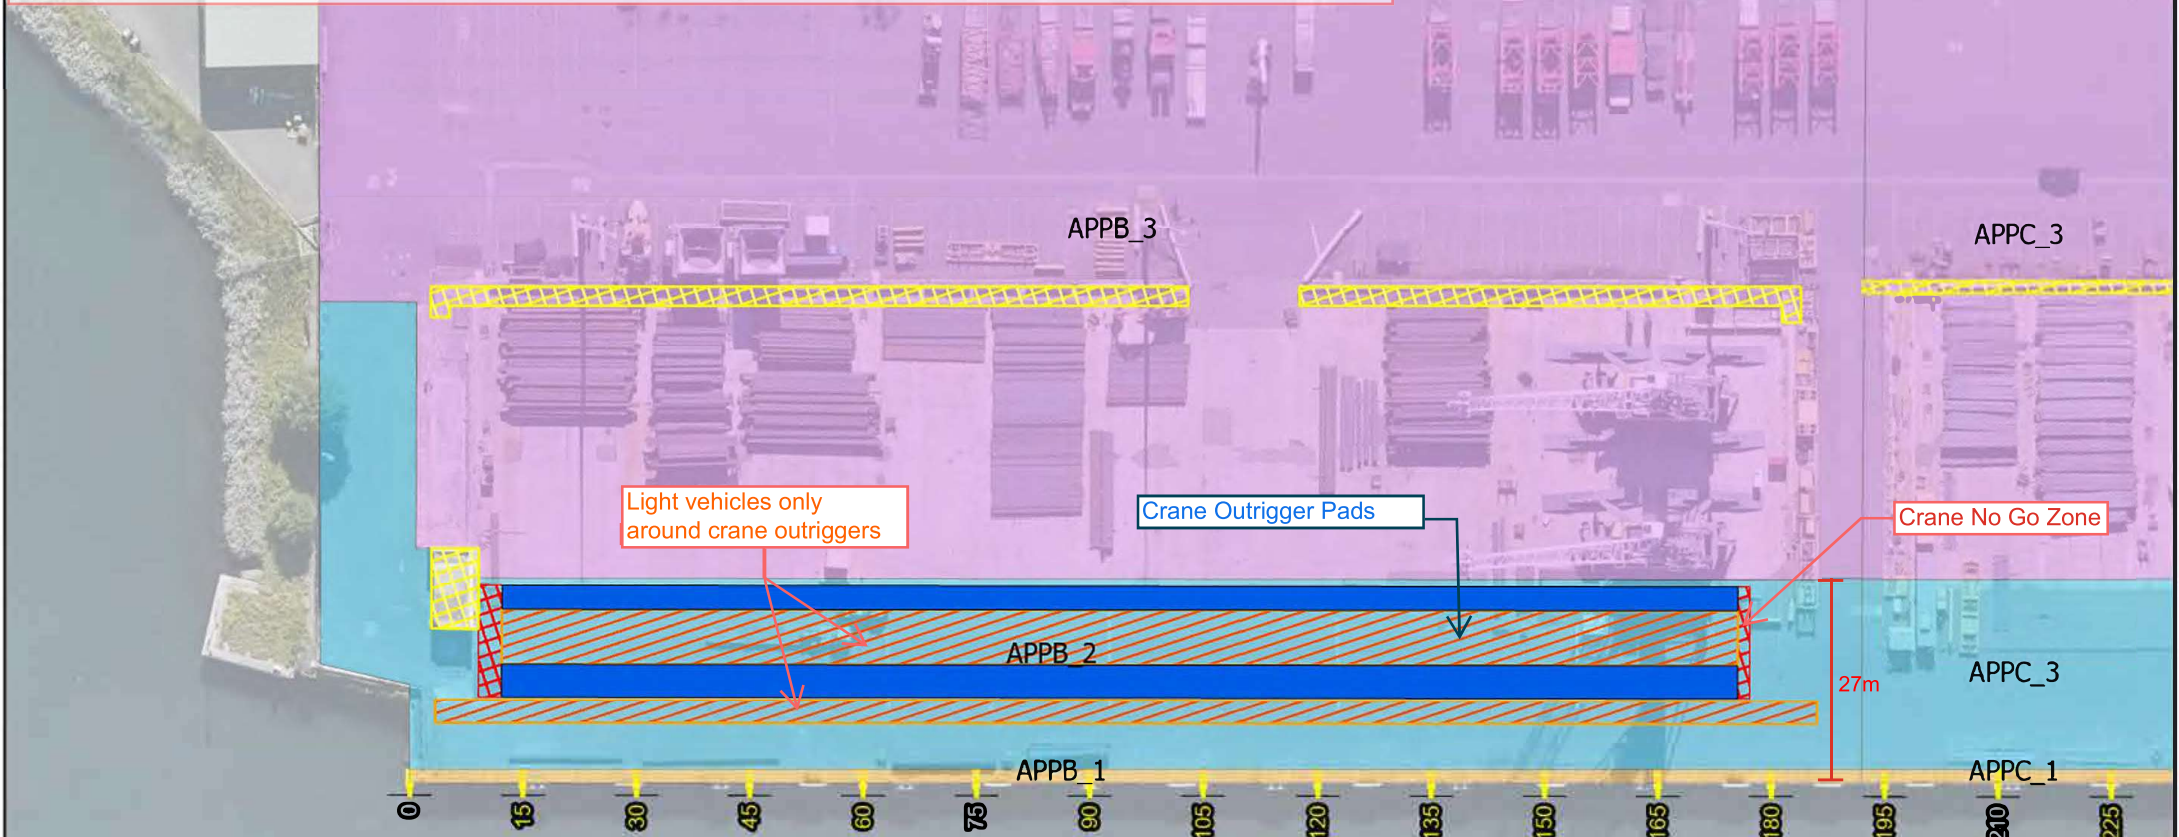 APPB_3
APPC_3
Light vehicles only
around crane outriggers
Crane Outrigger Pads
Crane No Go Zone
APPB_2
APPC_3
27m
APPB_1
APPC_1
0
15
30
45
60
75
90
105
120
135
150
165
180
195
210
225